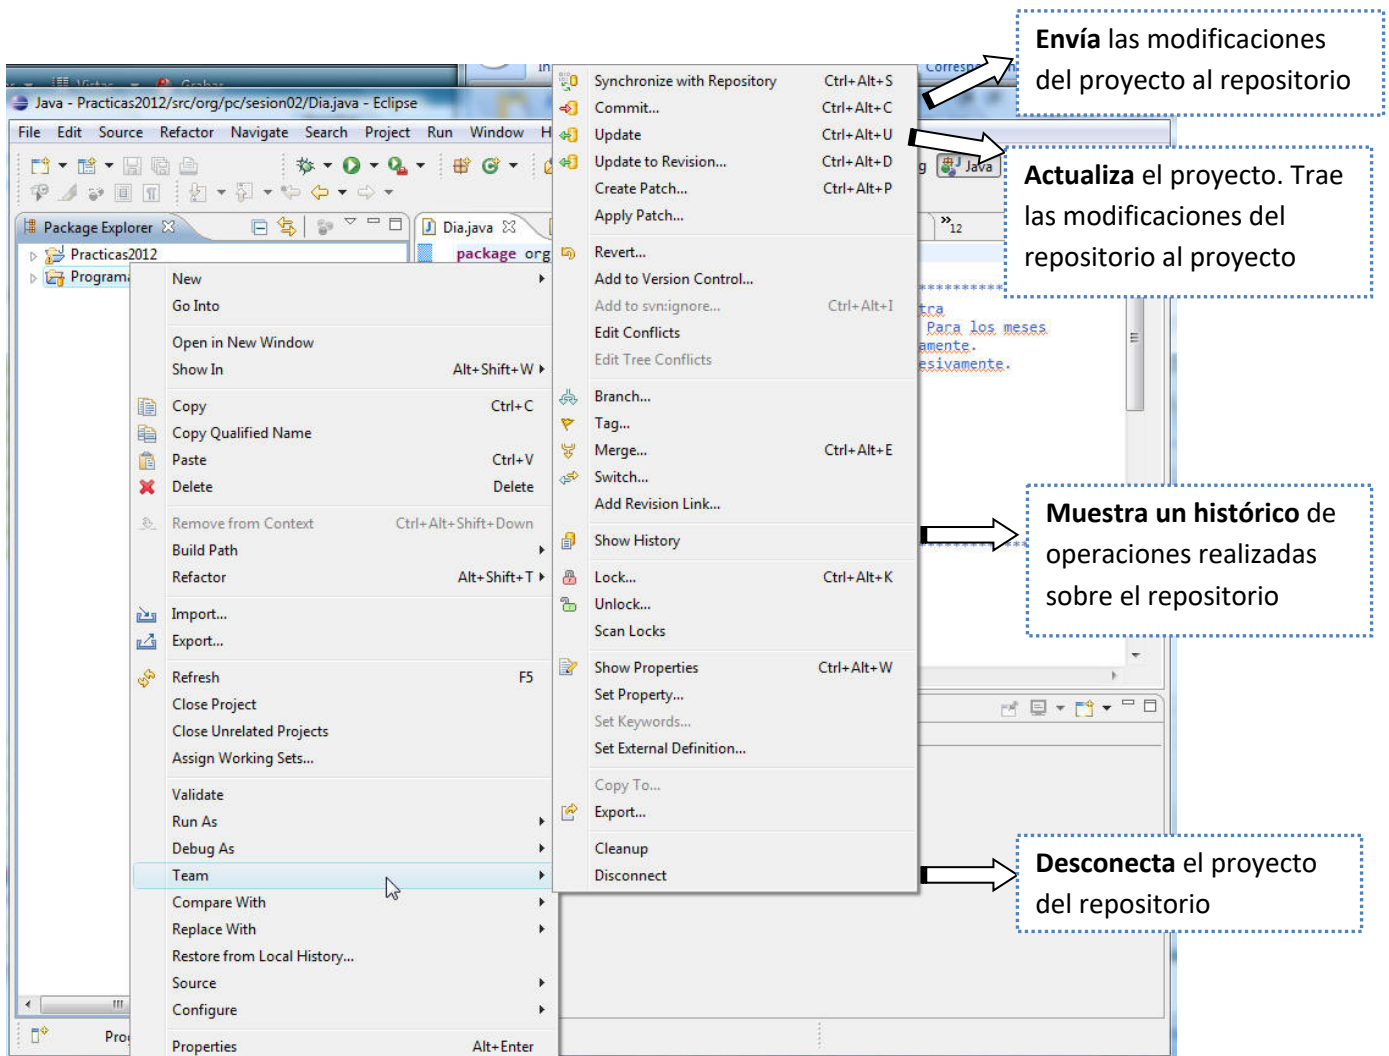 Envía las modificaciones
del proyecto al repositorio
Vistas
Grabar
In
Correspon
Java - Practicas2012/src/org/pc/sesion02/Dia.java - Eclipse
File Edit Source Refactor Navigate Search Project Run Window H
g Java
Package Explorer
Dia.java
»12
Practicas2012
package org
Programa
*********
tra
Para los meses
amente.
esivamente.
New
Go Into
Open in New Window
Show In Alt+Shift+W
Copy Ctrl+C
Copy Qualified Name
Paste Ctrl+V
Delete Delete
Remove from Context Ctrl+Alt+Shift+Down
Build Path
Refactor Alt+Shift+T
Import...
Export...
Refresh F5
Close Project
Close Unrelated Projects
Assign Working Sets...
Validate
Run As
Debug As
Team
Compare With
Replace With
Restore from Local History...
Source
Configure
Properties Alt+Enter
Synchronize with Repository Ctrl+Alt+S
Commit... Ctrl+Alt+C
Update Ctrl+Alt+U
Update to Revision... Ctrl+Alt+D
Create Patch... Ctrl+Alt+P
Apply Patch...
Revert...
Add to Version Control...
Add to svn:ignore... Ctrl+Alt+I
Edit Conflicts
Edit Tree Conflicts
Branch...
Tag...
Merge... Ctrl+Alt+E
Switch...
Add Revision Link...
Show History
Lock... Ctrl+Alt+K
Unlock...
Scan Locks
Show Properties Ctrl+Alt+W
Set Property...
Set Keywords...
Set External Definition...
Copy To...
Export...
Cleanup
Disconnect
Actualiza el proyecto. Trae
las modificaciones del
repositorio al proyecto
Muestra un histórico de
operaciones realizadas
sobre el repositorio
Desconecta el proyecto
del repositorio
Pro